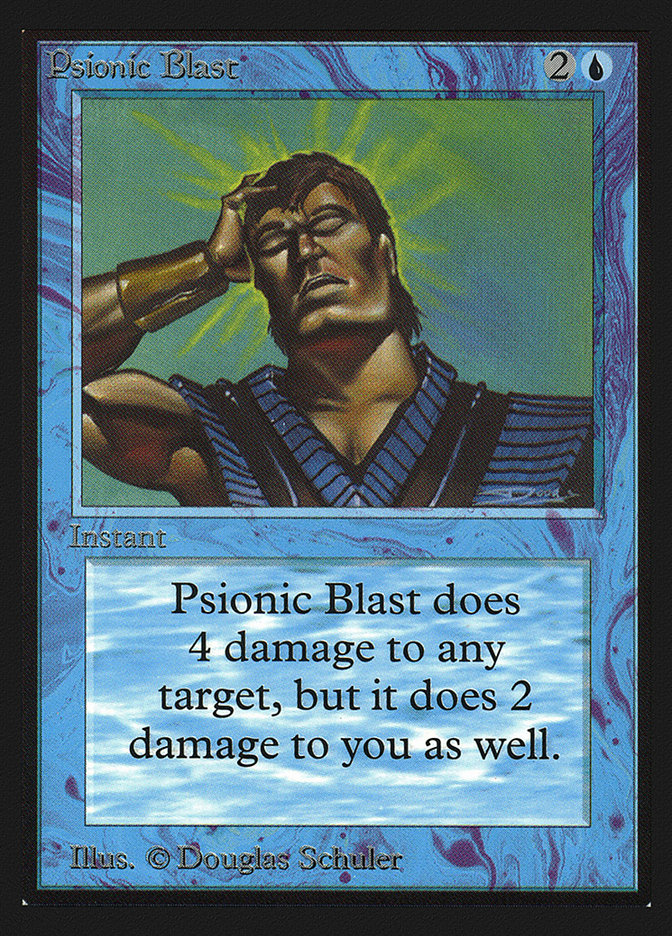 Psionic Blast 2
Instant
Psionic Blast does
4 damage to any
target, but it does 2
damage to you as well.
Illus. © Douglas Schuler